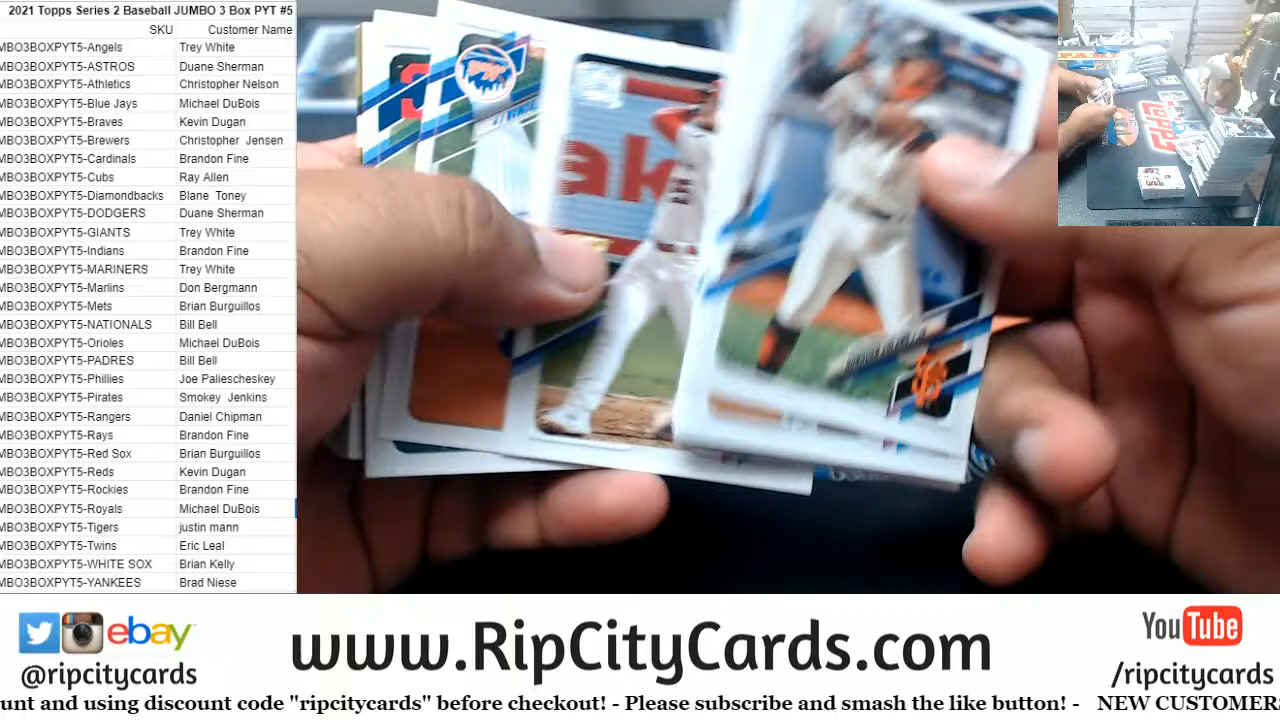 2021 Topps Series 2 Baseball JUMBO 3 Box PYT #5
SKU Customer Name
MBO3BOXPYT5-Angels Trey White
MBO3BOXPYT5-ASTROS Duane Sherman
MBO3BOXPYT5-Athletics Christopher Nelson
MBO3BOXPYT5-Blue Jays Michael DuBois
MBO3BOXPYT5-Braves Kevin Dugan
MBO3BOXPYT5-Brewers Christopher Jensen
MBO3BOXPYT5-Cardinals Brandon Fine
MBO3BOXPYT5-Cubs Ray Allen
MBO3BOXPYT5-Diamondbacks Blane Toney
MBO3BOXPYT5-DODGERS Duane Sherman
MBO3BOXPYT5-GIANTS Trey White
MBO3BOXPYT5-Indians Brandon Fine
MBO3BOXPYT5-MARINERS Trey White
MBO3BOXPYT5-Marlins Don Bergmann
MBO3BOXPYT5-Mets Brian Burguillos
MBO3BOXPYT5-NATIONALS Bill Bell
MBO3BOXPYT5-Orioles Michael DuBois
MBO3BOXPYT5-PADRES Bill Bell
MBO3BOXPYT5-Phillies Joe Paliescheskey
MBO3BOXPYT5-Pirates Smokey Jenkins
MBO3BOXPYT5-Rangers Daniel Chipman
MBO3BOXPYT5-Rays Brandon Fine
MBO3BOXPYT5-Red Sox Brian Burguillos
MBO3BOXPYT5-Reds Kevin Dugan
MBO3BOXPYT5-Rockies Brandon Fine
MBO3BOXPYT5-Royals Michael DuBois
MBO3BOXPYT5-Tigers justin mann
MBO3BOXPYT5-Twins Eric Leal
MBO3BOXPYT5-WHITE SOX Brian Kelly
MBO3BOXPYT5-YANKEES Brad Niese
ak
SF
topps
ebay
@ripcitycards
www.RipCityCards.com
YouTube
/ripcitycards
unt and using discount code "ripcitycards" before checkout! - Please subscribe and smash the like button! - NEW CUSTOMER